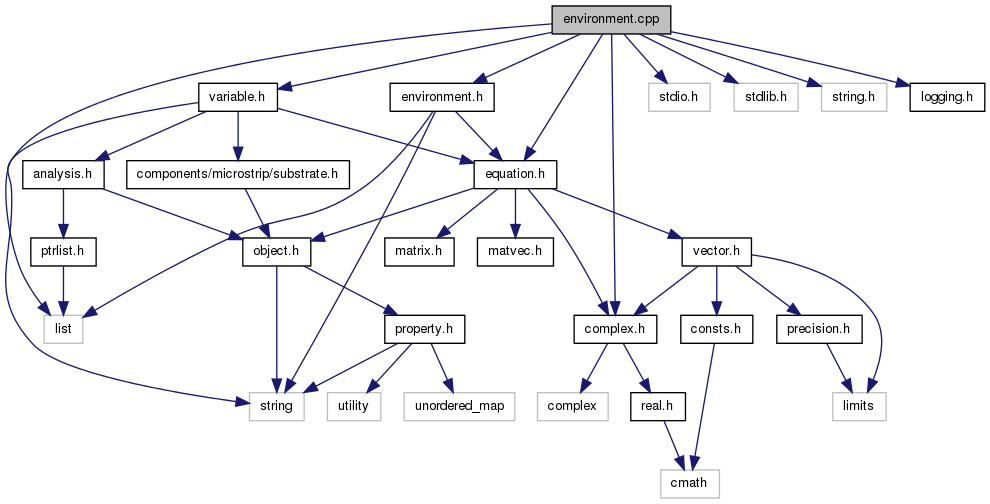 environment.cpp
variable.h
environment.h
stdio.h
stdlib.h
string.h
logging.h
analysis.h
components/microstrip/substrate.h
equation.h
ptrlist.h
object.h
matrix.h
matvec.h
vector.h
list
property.h
complex.h
consts.h
precision.h
string
utility
unordered_map
complex
real.h
limits
cmath